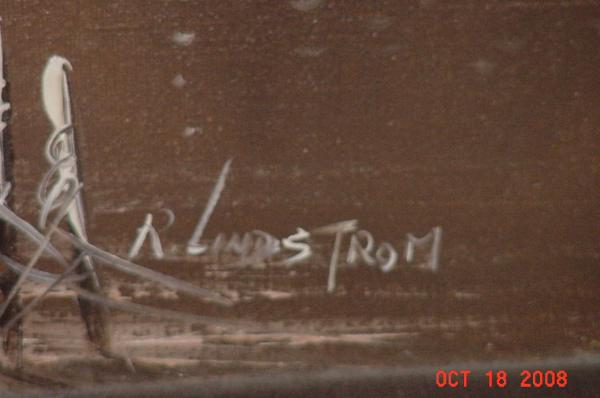 R. LINDSTROM
OCT 18 2008